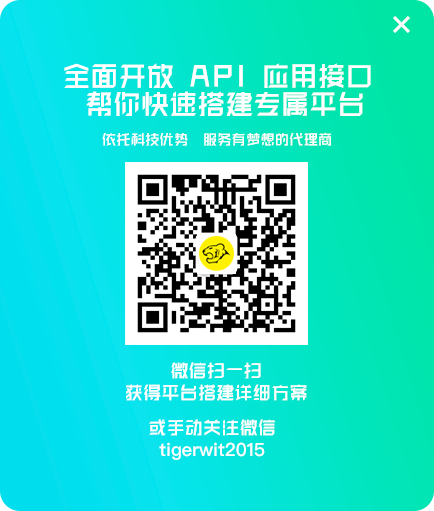 全面开放 API 应用接口
帮你快速搭建专属平台
依托科技优势 服务有梦想的代理商
微信扫一扫
获得平台搭建详细方案
或手动关注微信
tigerwit2015